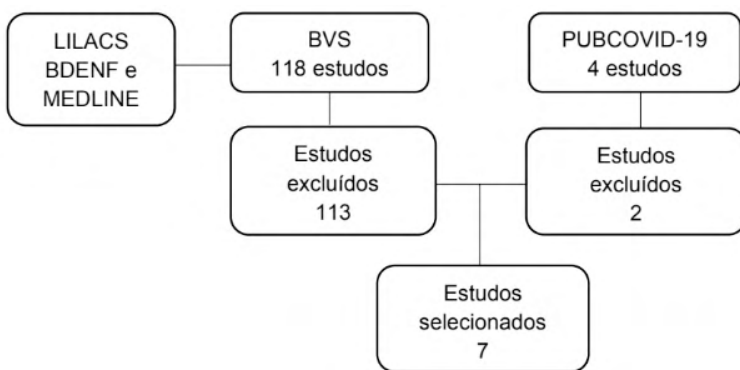 LILACS
BDENF e
MEDLINE
BVS
118 estudos
PUBCOVID-19
4 estudos
Estudos
excluídos
113
Estudos
excluídos
2
Estudos
selecionados
7